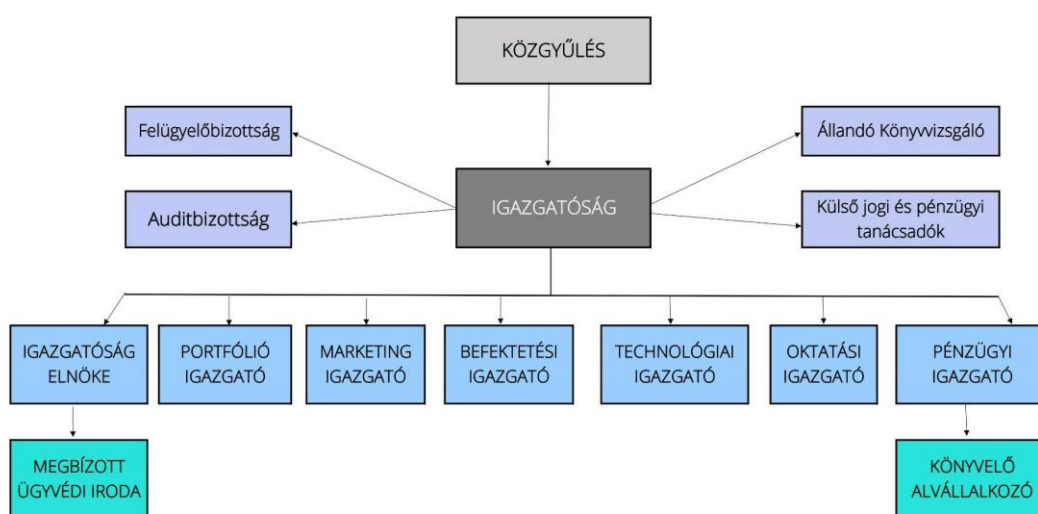 KÖZGYŰLÉS
Felügyelőbizottság
Állandó Könyvvizsgáló
IGAZGATÓSÁG
Auditbizottság
Külső jogi és pénzügyi
tanácsadók
IGAZGATÓSÁG
ELNÖKE
PORTFÓLIÓ
IGAZGATÓ
MARKETING
IGAZGATÓ
BEFEKTETÉSI
IGAZGATÓ
TECHNOLÓGIAI
IGAZGATÓ
OKTATÁSI
IGAZGATÓ
PÉNZÜGYI
IGAZGATÓ
MEGBÍZOTT
ÜGYVÉDI IRODA
KÖNYVELŐ
ALVÁLLALKOZÓ